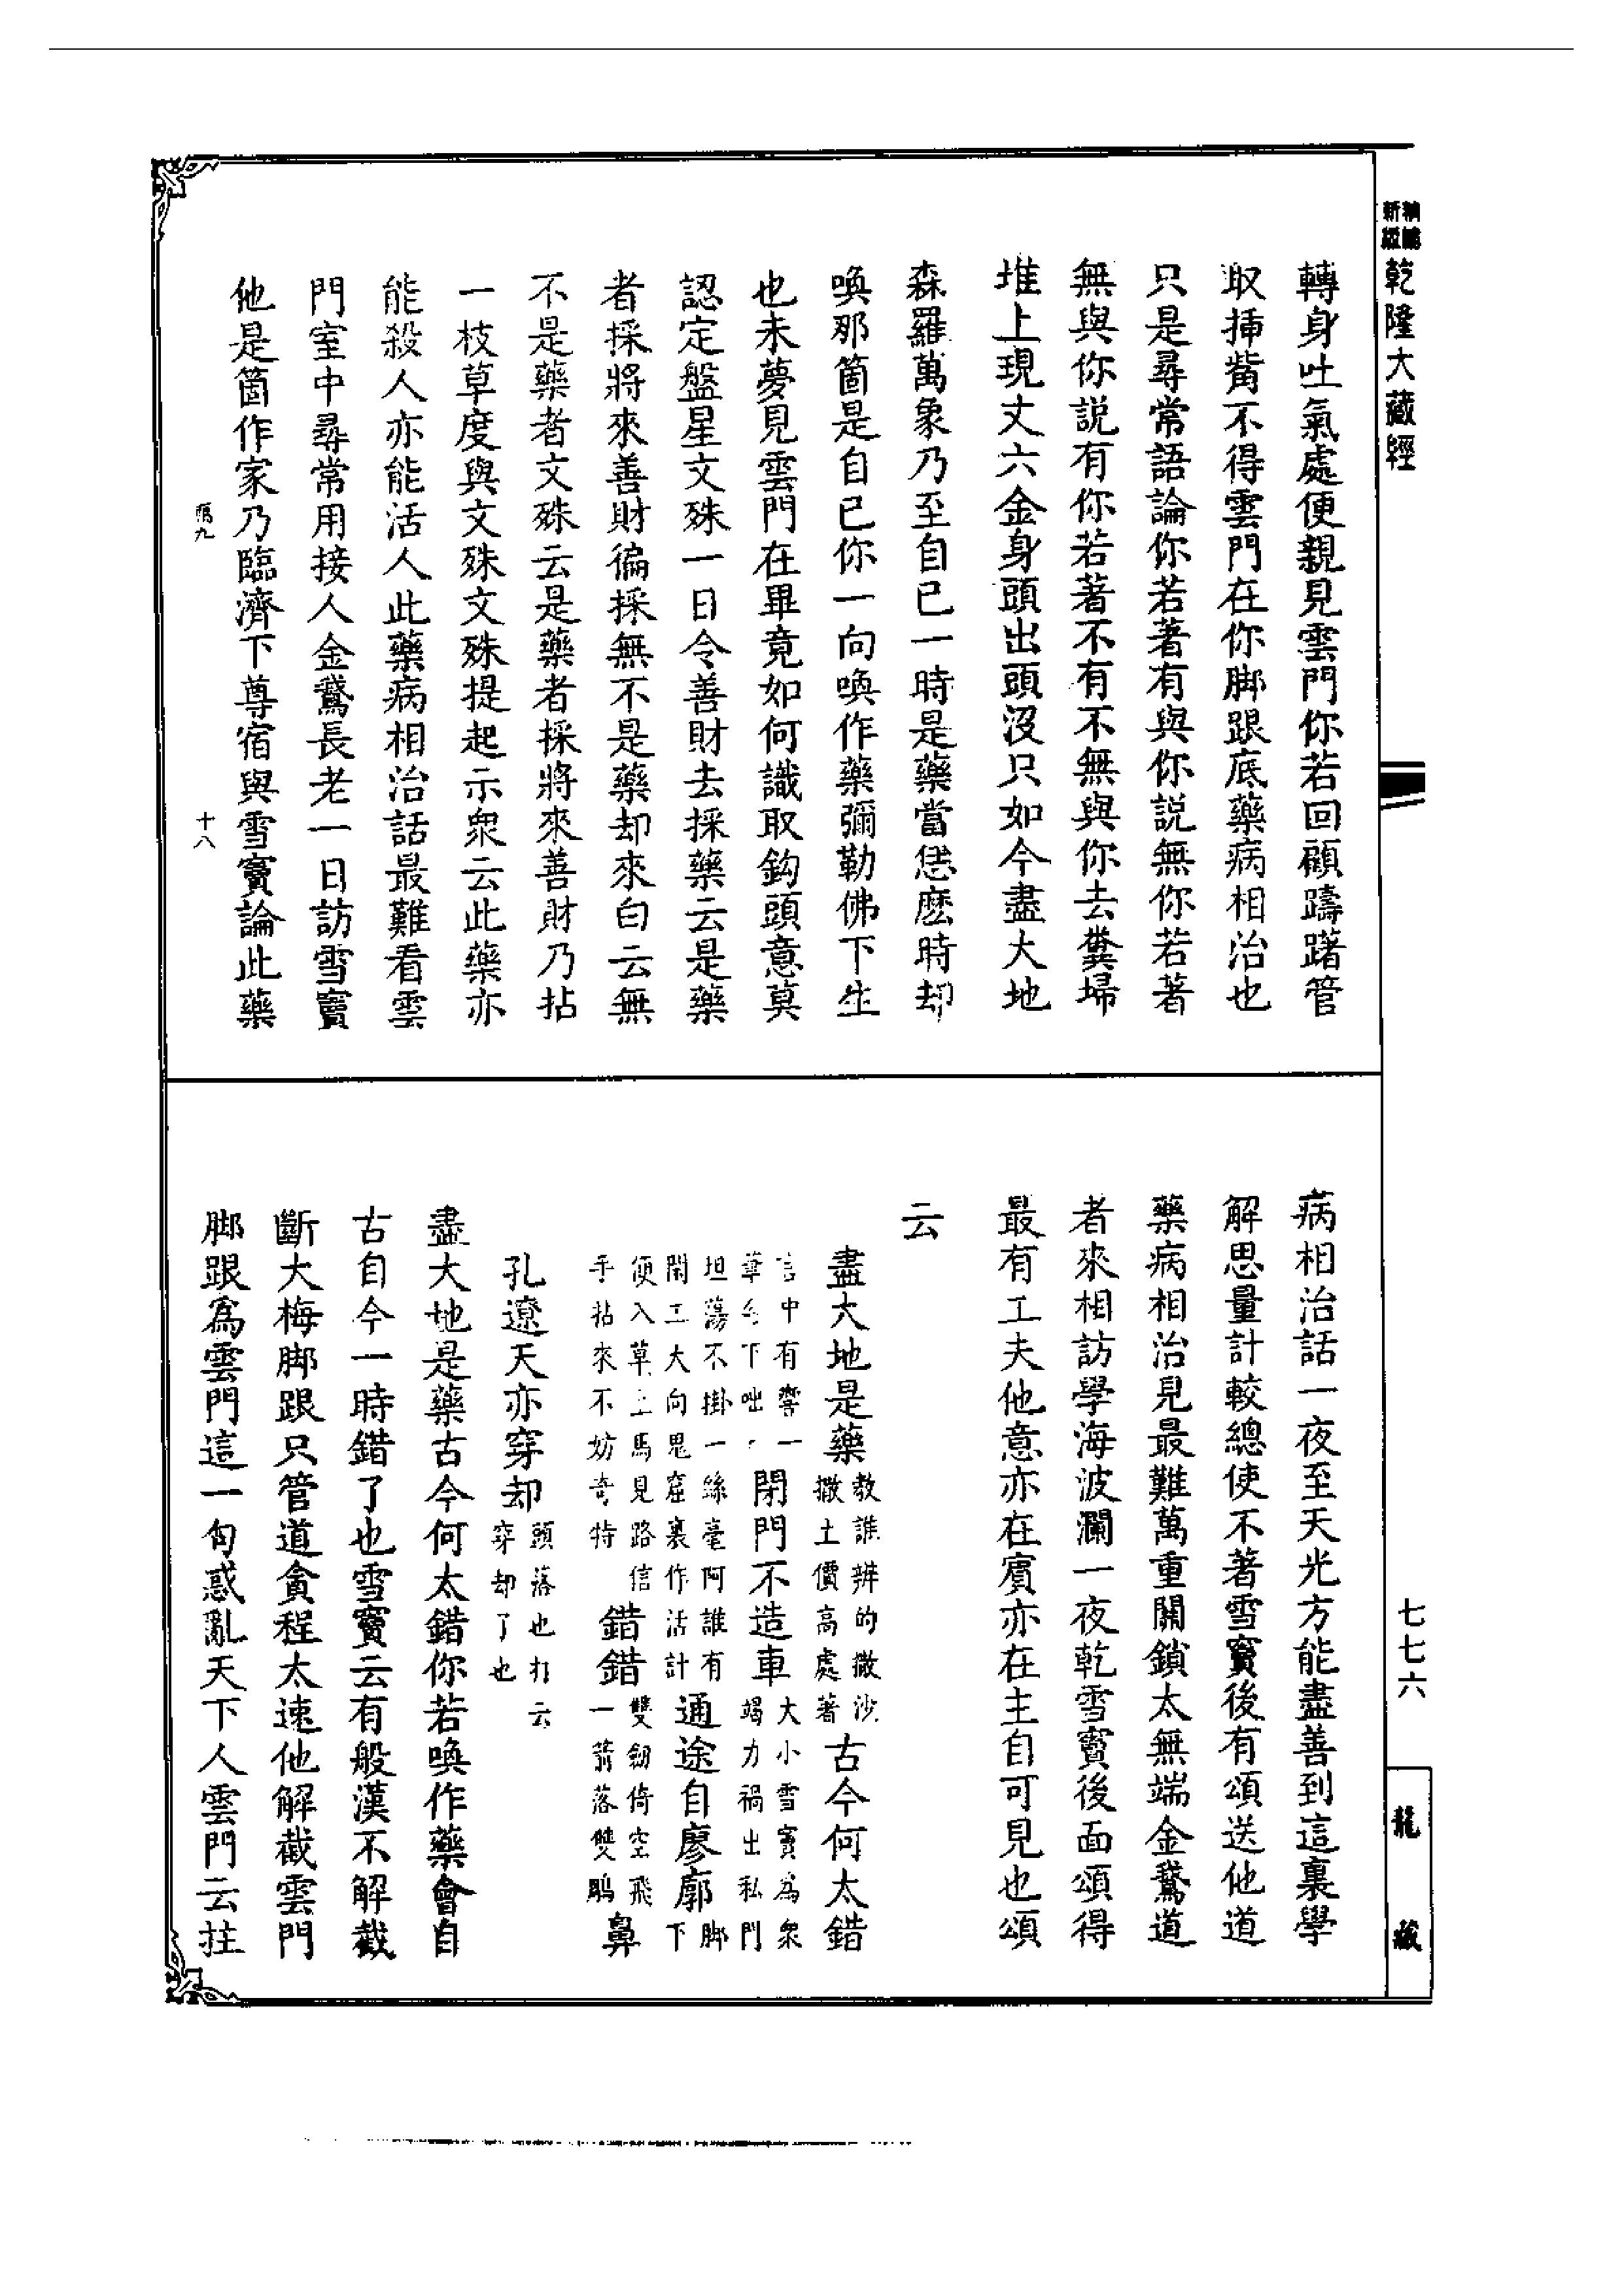 新編縮版
乾隆大藏經
七七六
龍藏
轉身吐氣處便親見雲門你若回顧躊躇管
取揷觜不得雲門在你脚跟底藥病相治也
只是尋常語論你若著有與你説無你若著
無與你説有你若著不有不無與你去糞埽
堆上現丈六金身頭出頭沒只如今盡大地
森羅萬象乃至自已一時是藥當恁麽時却
喚那箇是自已你一向喚作藥彌勒佛下生
也未夢見雲門在畢竟如何識取鈎頭意莫
認定盤星文殊一日令善財去採藥云是藥
者採將來善財徧採無不是藥却來白云無
不是藥者文殊云是藥者採將來善財乃拈
一枝草度與文殊文殊提起示衆云此藥亦
能殺人亦能活人此藥病相治話最難看雲
門室中尋常用接人金鵞長老一日訪雪竇
他是箇作家乃臨濟下尊宿與雪竇論此藥
九
十八
病相治話一夜至天光方能盡善到這裏學
解思量計較總使不著雪竇後有頌送他道
藥病相治見最難萬重關鎖太無端金鵞道
者來相訪學海波瀾一夜乾雪竇後面頌得
最有工夫他意亦在賓亦在主自可見也頌
云
盡大地是藥教誰辨的撒沙撒土價高處著古今何太錯
言中有響一筆勾下咄閉門不造車大小雪竇爲衆竭力禍出私門
坦蕩不掛一絲毫阿誰有閑工夫向鬼窟裏作活計通途自廖廓脚下
便入草上馬見路信手拈來不妨奇特錯錯雙劒倚空飛一箭落雙鵰鼻
孔遼天亦穿却頭落也打云穿却了也
盡大地是藥古今何太錯你若喚作藥會自
古自今一時錯了也雪竇云有般漢不解截
斷大梅脚跟只管道貪程太速他解截雲門
脚跟爲雲門這一句惑亂天下人雲門云拄